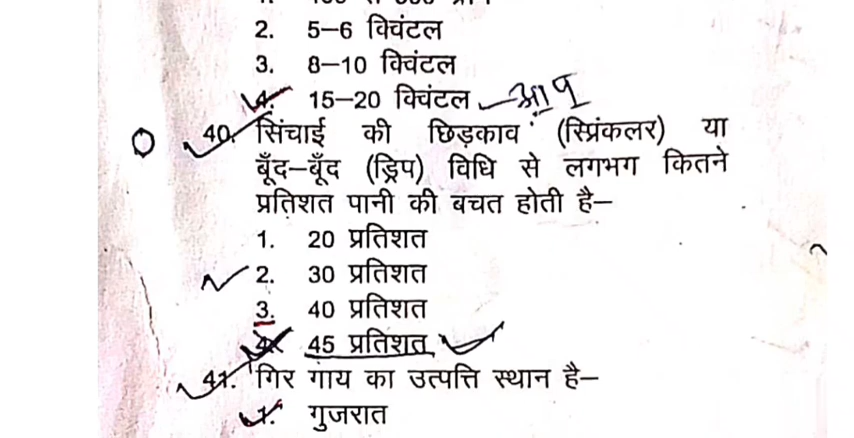 2. 5–6 क्विंटल
3. 8–10 क्विंटल
4. 15–20 क्विंटल
40. सिंचाई की छिड़काव (स्प्रिंकलर) या
बूँद–बूँद (ड्रिप) विधि से लगभग कितने
प्रतिशत पानी की बचत होती है–
1. 20 प्रतिशत
2. 30 प्रतिशत
3. 40 प्रतिशत
4. 45 प्रतिशत
41. गिर गाय का उत्पत्ति स्थान है–
1. गुजरात